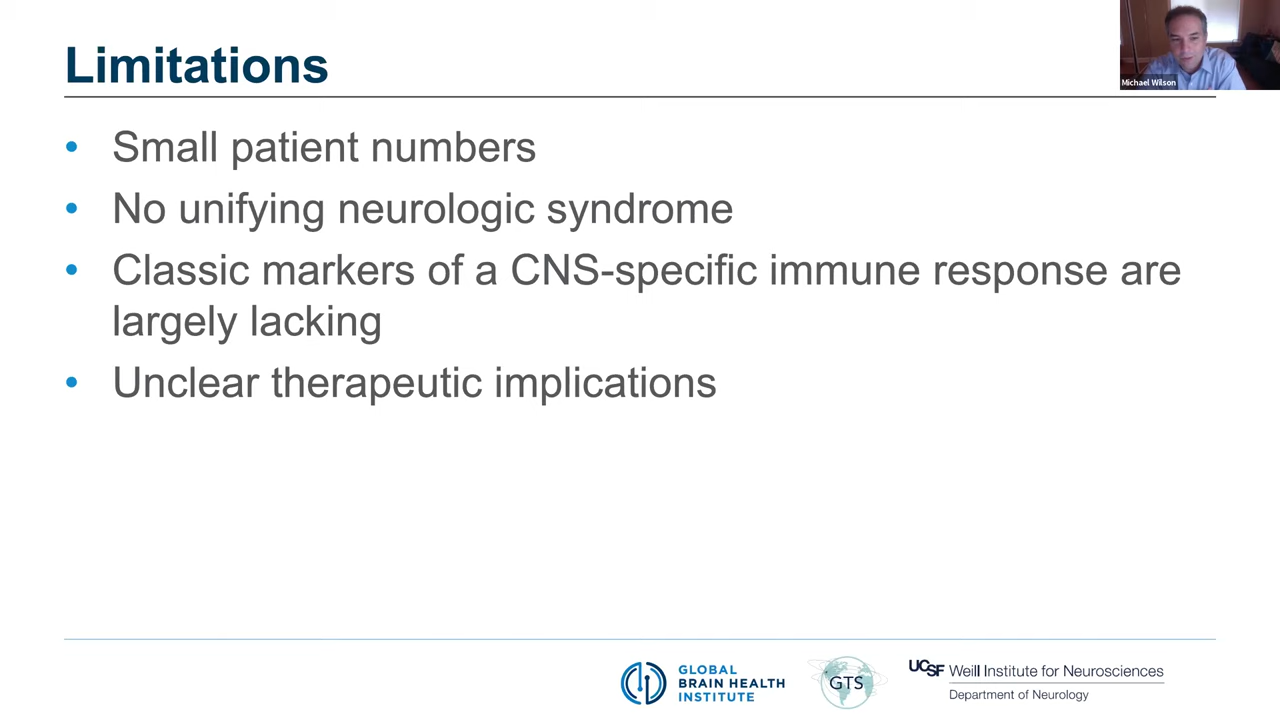 Limitations
Michael Wilson
• Small patient numbers
• No unifying neurologic syndrome
• Classic markers of a CNS-specific immune response are
largely lacking
• Unclear therapeutic implications
GLOBAL
BRAIN HEALTH
INSTITUTE
GTS
UCSF Weill Institute for Neurosciences
Department of Neurology